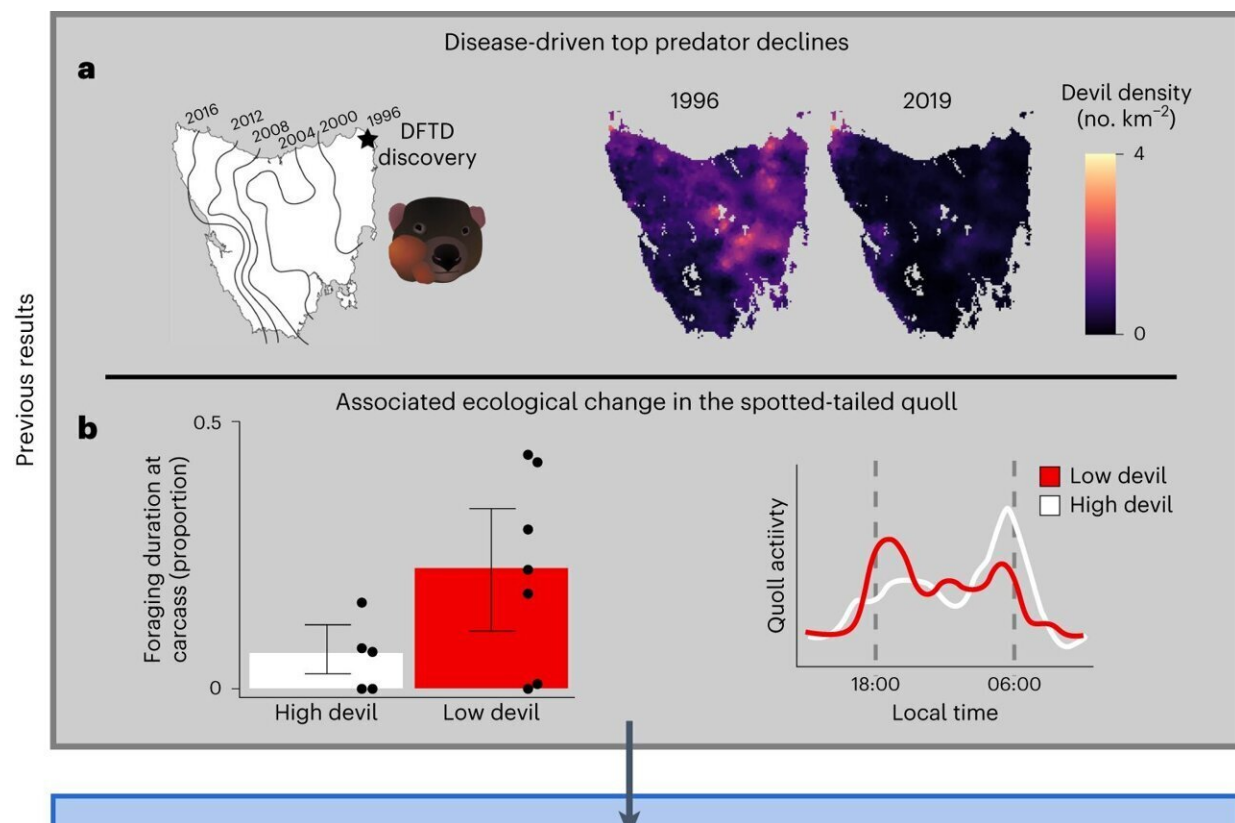 Previous results
Disease-driven top predator declines
a
2016
2012
2008
2004
2000
1996
DFTD
discovery
1996
2019
Devil density
(no. km⁻²)
4
0
Associated ecological change in the spotted-tailed quoll
b
Foraging duration at
carcass (proportion)
0.5
0
High devil
Low devil
Quoll actiivty
Low devil
High devil
18:00
06:00
Local time